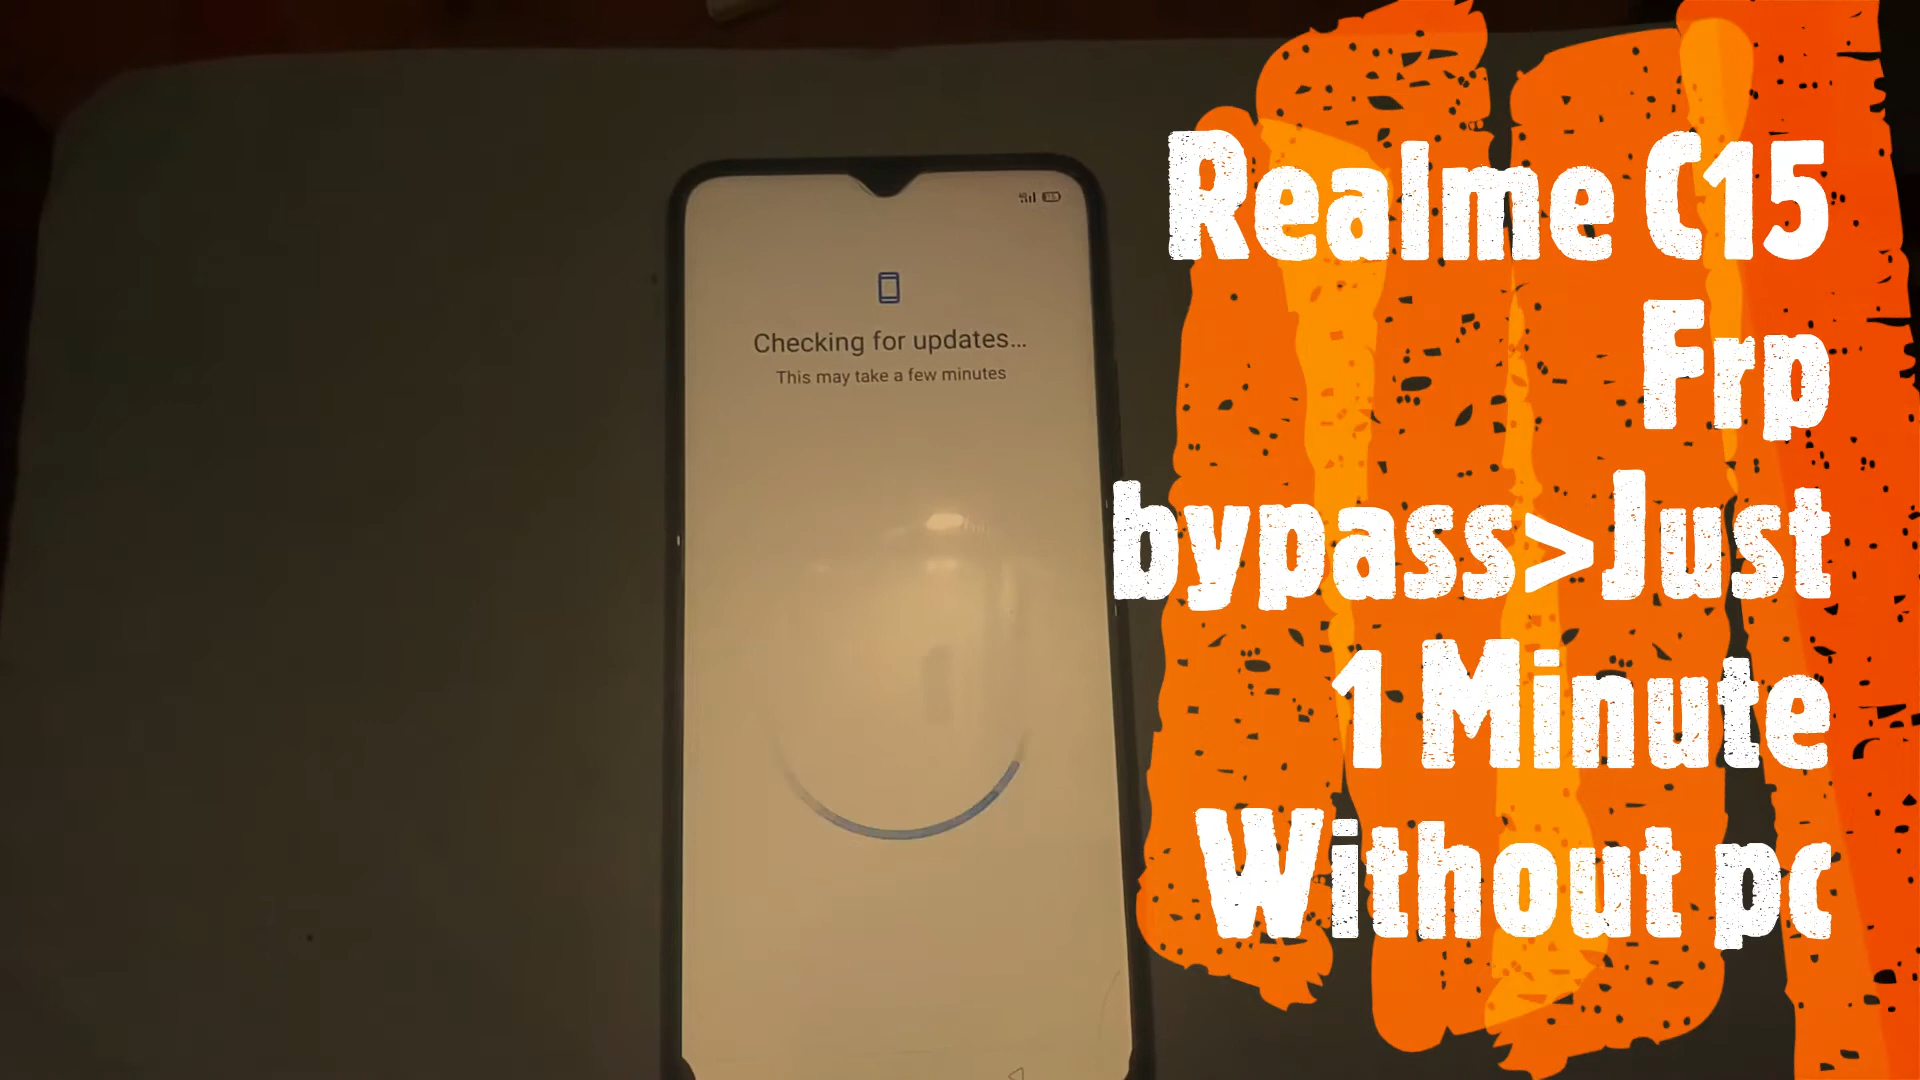 Checking for updates...
This may take a few minutes
Realme C15
Frp
bypass>Just
1 Minute
Without pc